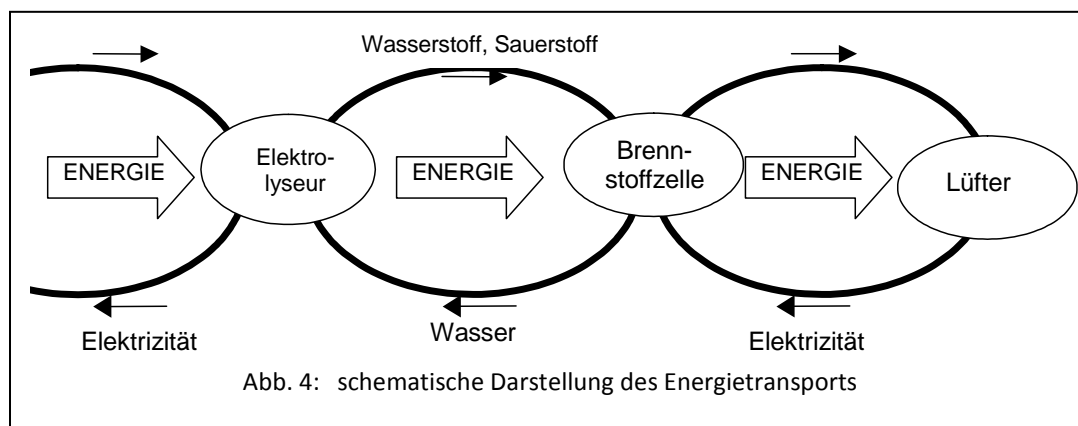 Wasserstoff, Sauerstoff
ENERGIE
Elektro-
lyseur
ENERGIE
Brenn-
stoffzelle
ENERGIE
Lüfter
Elektrizität
Wasser
Elektrizität
Abb. 4: schematische Darstellung des Energietransports